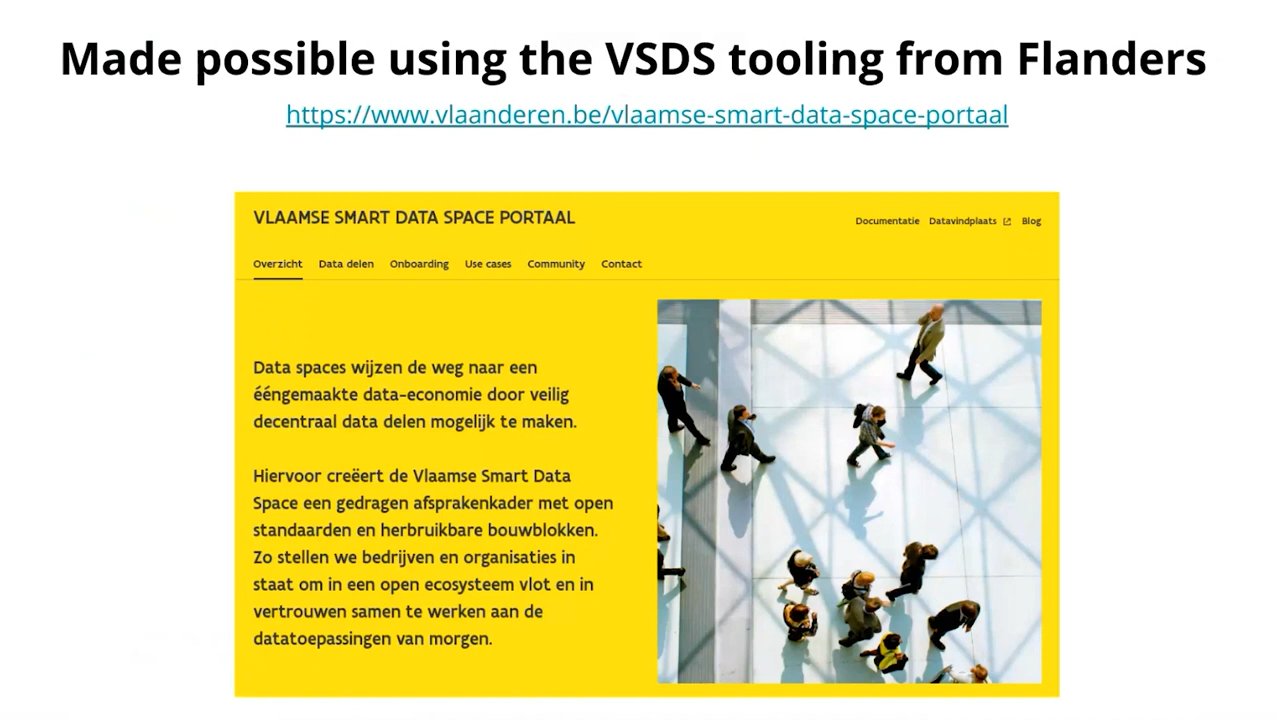 Made possible using the VSDS tooling from Flanders
https://www.vlaanderen.be/vlaamse-smart-data-space-portaal
VLAAMSE SMART DATA SPACE PORTAAL
Documentatie Datavindplaats Blog
Overzicht Data delen Onboarding Use cases Community Contact
Data spaces wijzen de weg naar een
ééngemaakte data-economie door veilig
decentraal data delen mogelijk te maken.
Hiervoor creëert de Vlaamse Smart Data
Space een gedragen afsprakenkader met open
standaarden en herbruikbare bouwblokken.
Zo stellen we bedrijven en organisaties in
staat om in een open ecosysteem vlot en in
vertrouwen samen te werken aan de
datatoepassingen van morgen.